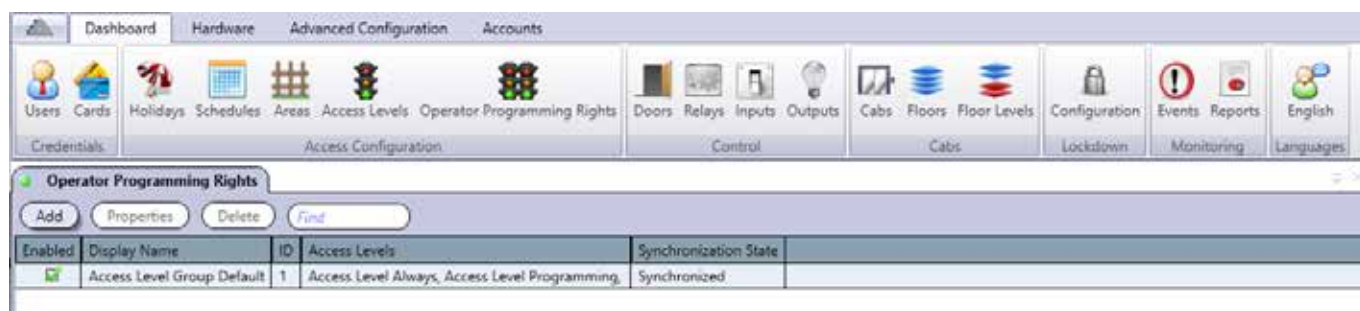 Dashboard Hardware Advanced Configuration Accounts
Users Cards Holidays Schedules Areas Access Levels Operator Programming Rights Doors Relays Inputs Outputs Cabs Floors Floor Levels Configuration Events Reports English
Credentials Access Configuration Control Cabs Lockdown Monitoring Languages
Operator Programming Rights
Add Properties Delete Find
Enabled Display Name ID Access Levels Synchronization State
Access Level Group Default 1 Access Level Always, Access Level Programming, Synchronized